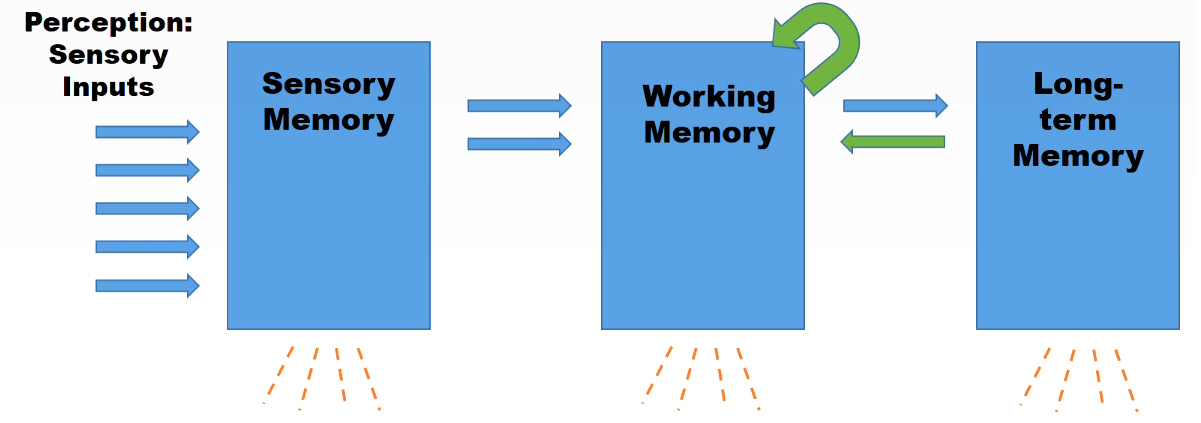 Perception:
Sensory
Inputs
Sensory
Memory
Working
Memory
Long-
term
Memory